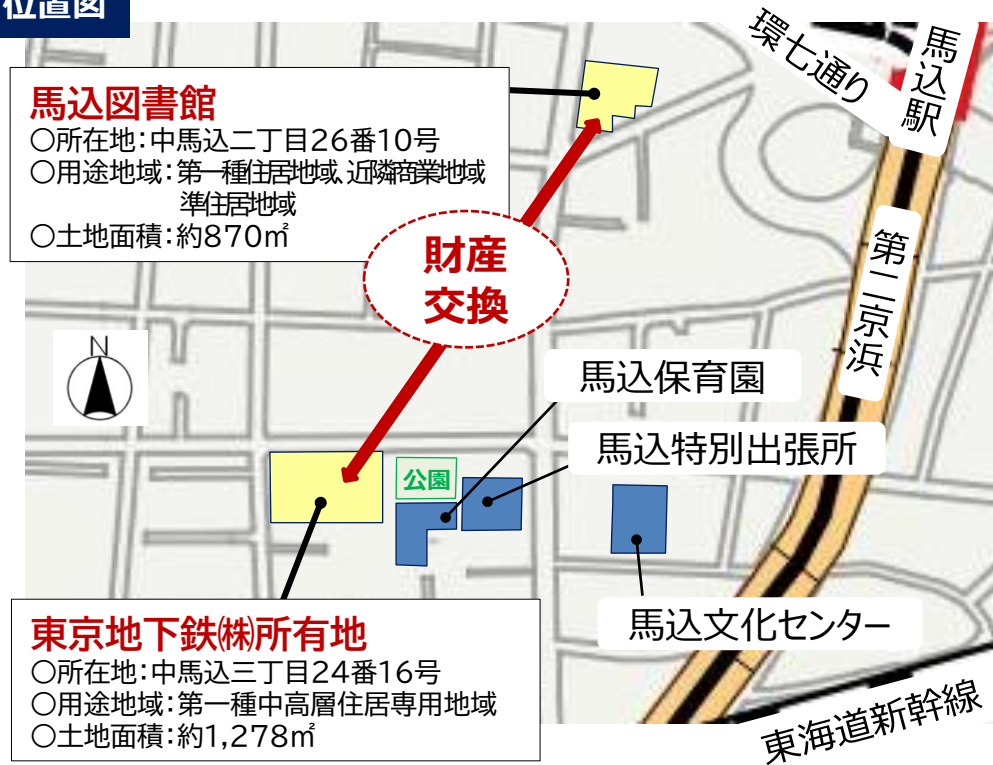 位置図
環七通り
馬込駅
馬込図書館
○所在地:中馬込二丁目26番10号
○用途地域:第一種住居地域、近隣商業地域
準住居地域
○土地面積:約870㎡
財産
交換
第二京浜
N
馬込保育園
馬込特別出張所
公園
馬込文化センター
東京地下鉄㈱所有地
○所在地:中馬込三丁目24番16号
○用途地域:第一種中高層住居専用地域
○土地面積:約1,278㎡
東海道新幹線